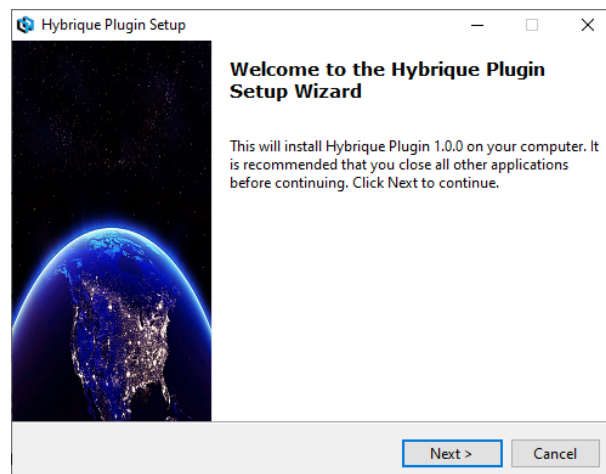 Hybrique Plugin Setup
Welcome to the Hybrique Plugin
Setup Wizard
This will install Hybrique Plugin 1.0.0 on your computer. It
is recommended that you close all other applications
before continuing. Click Next to continue.
Next >
Cancel